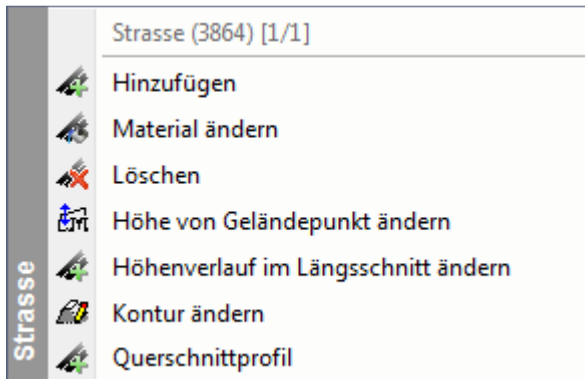 Strasse (3864) [1/1]
Hinzufügen
Material ändern
Löschen
Höhe von Geländepunkt ändern
Höhenverlauf im Längsschnitt ändern
Kontur ändern
Querschnittprofil
Strasse